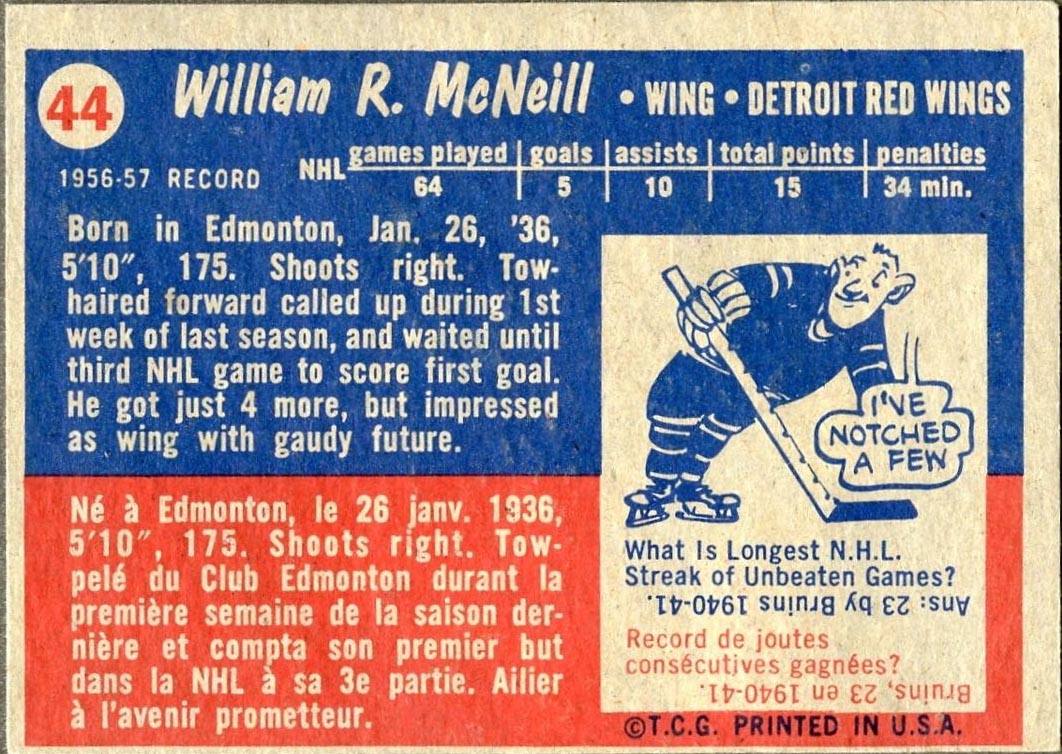 44 William R. McNeill • WING • DETROIT RED WINGS
1956-57 RECORD NHL games played goals assists total points penalties
64 5 10 15 34 min.
Born in Edmonton, Jan. 26, '36,
5'10", 175. Shoots right. Tow-
haired forward called up during 1st
week of last season, and waited until
third NHL game to score first goal.
He got just 4 more, but impressed
as wing with gaudy future.
Né à Edmonton, le 26 janv. 1936,
5'10", 175. Shoots right. Tow-
pelé du Club Edmonton durant la
première semaine de la saison der-
nière et compta son premier but
dans la NHL à sa 3e partie. Ailier
à l'avenir prometteur.
I'VE
NOTCHED
A FEW
What Is Longest N.H.L.
Streak of Unbeaten Games?
Ans: 23 by Bruins 1940-41.
Record de joutes
consécutives gagnées?
Bruins, 23 en 1940-41.
©T.C.G. PRINTED IN U.S.A.